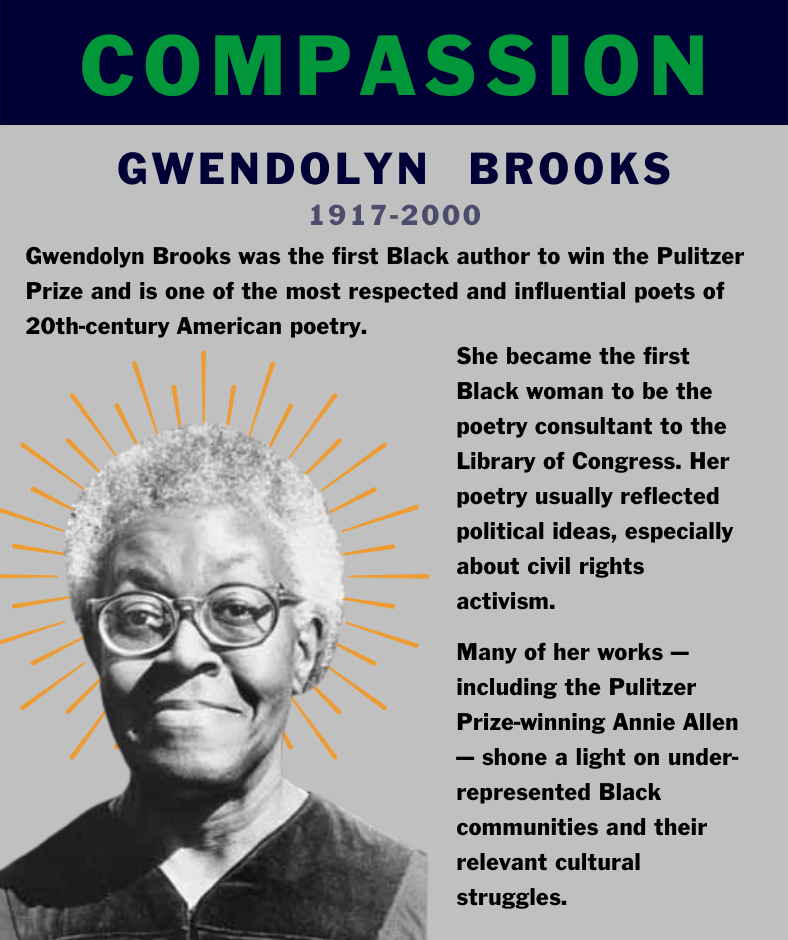 COMPASSION
GWENDOLYN BROOKS
1917-2000
Gwendolyn Brooks was the first Black author to win the Pulitzer
Prize and is one of the most respected and influential poets of
20th-century American poetry.
She became the first
Black woman to be the
poetry consultant to the
Library of Congress. Her
poetry usually reflected
political ideas, especially
about civil rights
activism.
Many of her works —
including the Pulitzer
Prize-winning Annie Allen
— shone a light on under-
represented Black
communities and their
relevant cultural
struggles.